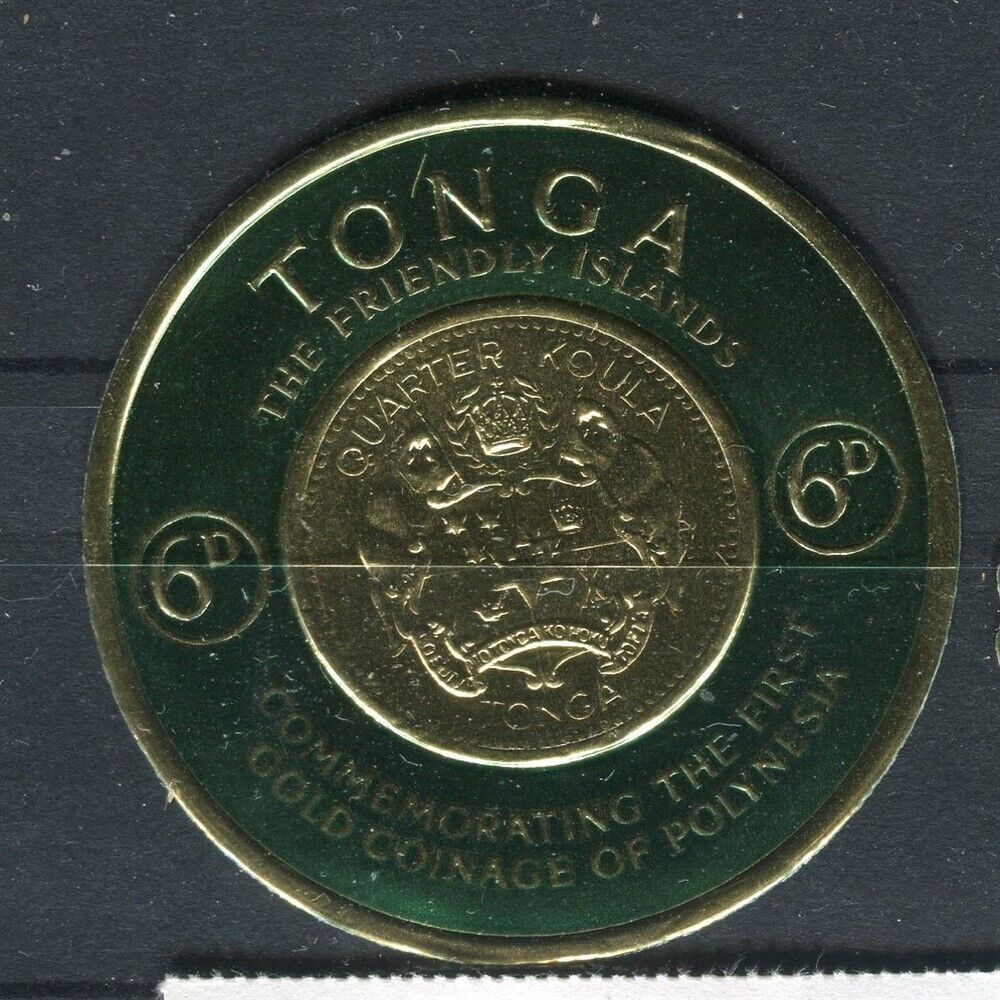 TONGA
THE FRIENDLY ISLANDS
QUARTER KOULA
6D
6D
TONGA
COMMEMORATING THE FIRST
GOLD COINAGE OF POLYNESIA